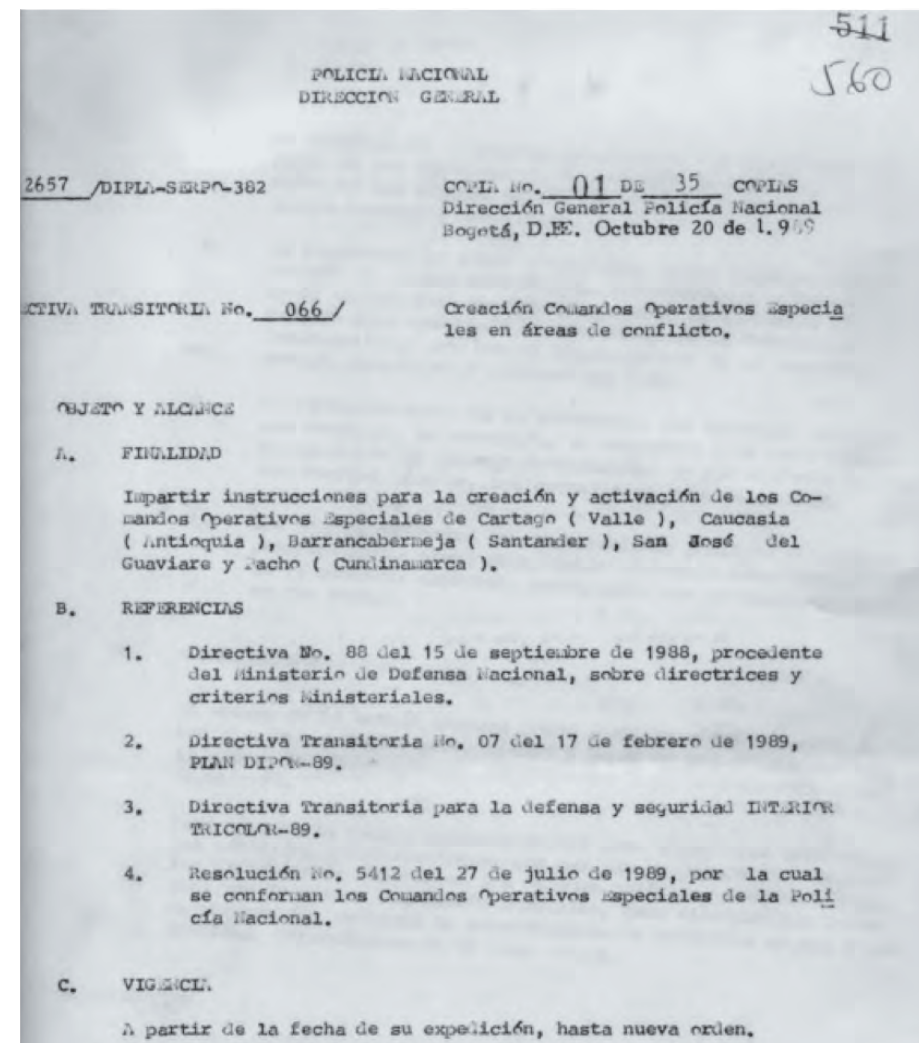 511
560
POLICIA NACIONAL
DIRECCION GENERAL
2657 /DIPLA-SERPO-382
COPIA No. 01 DE 35 COPIAS
Dirección General Policía Nacional
Bogotá, D.EE. Octubre 20 de 1.989
CTIVA TRANSITORIA No. 066 /
Creación Comandos Operativos Especia
les en áreas de conflicto.
OBJETO Y ALCANCE
A. FINALIDAD
Impartir instrucciones para la creación y activación de los Co-
mandos Operativos Especiales de Cartago ( Valle ), Caucasia
( Antioquia ), Barrancabermeja ( Santander ), San José del
Guaviare y Pacho ( Cundinamarca ).
B. REFERENCIAS
1. Directiva No. 88 del 15 de septiembre de 1988, procedente
del Ministerio de Defensa Nacional, sobre directrices y
criterios Ministeriales.
2. Directiva Transitoria No. 07 del 17 de febrero de 1989,
PLAN DIPON-89.
3. Directiva Transitoria para la defensa y seguridad INTERIOR
TRICOLOR-89.
4. Resolución No. 5412 del 27 de julio de 1989, por la cual
se conforman los Comandos Operativos Especiales de la Poli
cía Nacional.
C. VIGENCIA
A partir de la fecha de su expedición, hasta nueva orden.